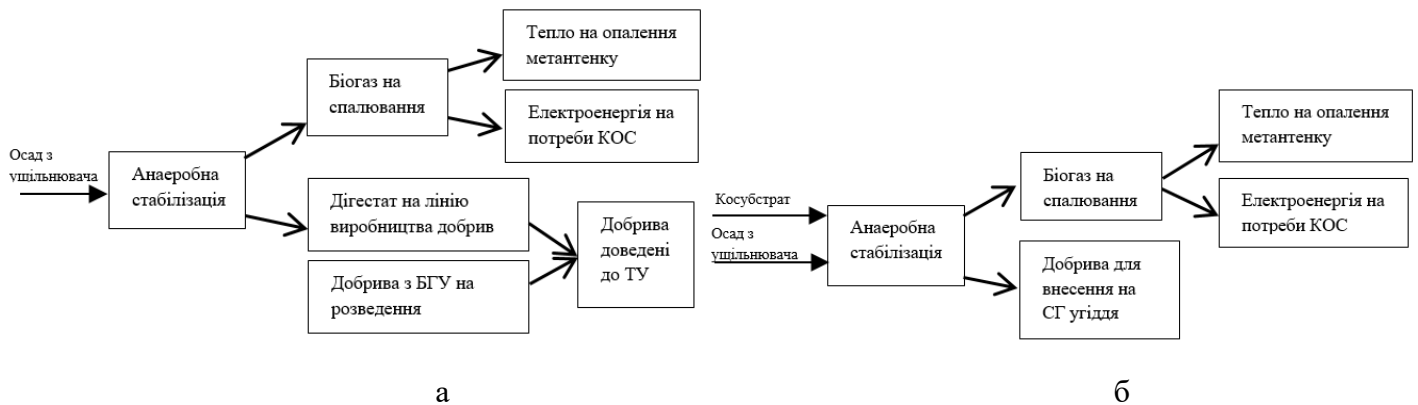 Осад з
ущільнювача
Анаеробна
стабілізація
Біогаз на
спалювання
Тепло на опалення
метантенку
Електроенергія на
потреби КОС
Дігестат на лінію
виробництва добрив
Добрива з БГУ на
розведення
Добрива
доведені
до ТУ
а
Косубстрат
Осад з
ущільнювача
Анаеробна
стабілізація
Біогаз на
спалювання
Тепло на опалення
метантенку
Електроенергія на
потреби КОС
Добрива для
внесення на
СГ угіддя
б